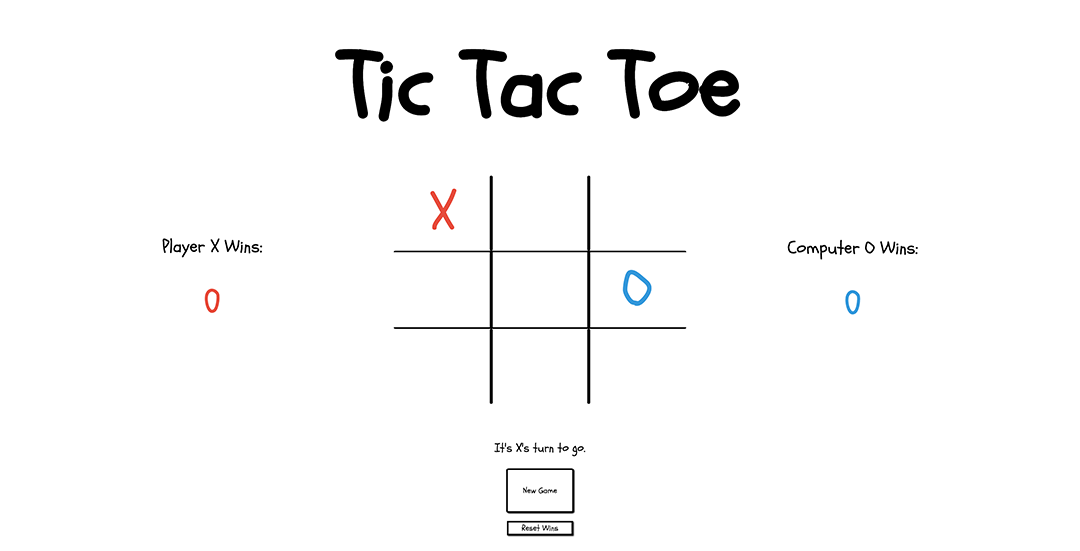 Tic Tac Toe
X
O
Player X Wins:
0
Computer O Wins:
0
It's X's turn to go.
New Game
Reset Wins